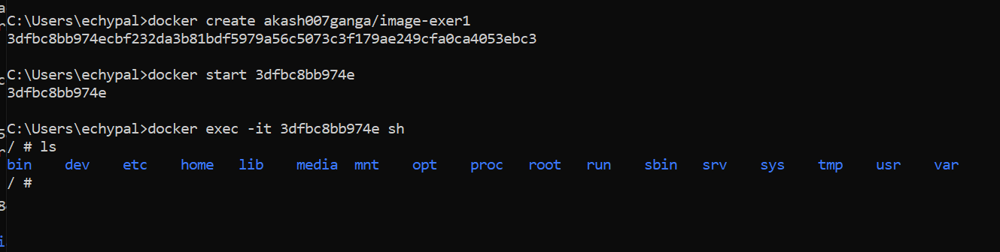 C:\Users\echypal>docker create akash007ganga/image-exer1
3dfbc8bb974ecbf232da3b81bdf5979a56c5073c3f179ae249cfa0ca4053ebc3
C:\Users\echypal>docker start 3dfbc8bb974e
3dfbc8bb974e
C:\Users\echypal>docker exec -it 3dfbc8bb974e sh
/ # ls
bin dev etc home lib media mnt opt proc root run sbin srv sys tmp usr var
/ #